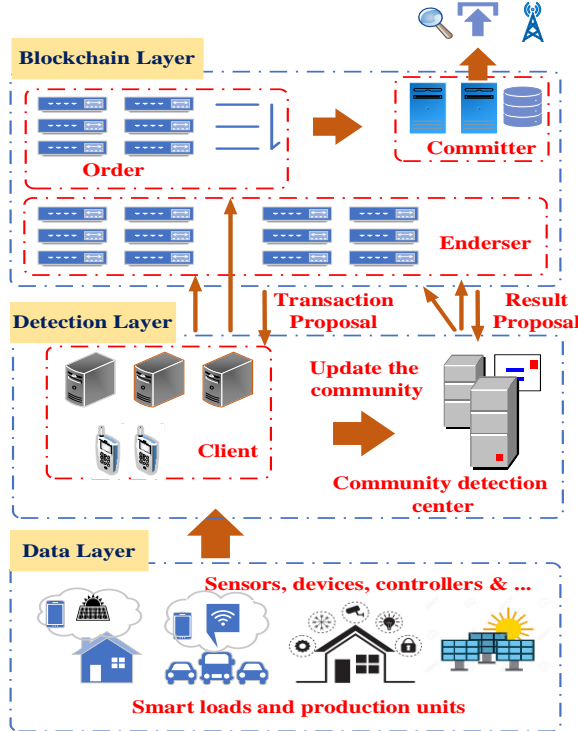 Blockchain Layer
Order
Committer
Enderser
Transaction
Proposal
Result
Proposal
Detection Layer
Update the
community
Client
Community detection
center
Data Layer
Sensors, devices, controllers & ...
Smart loads and production units